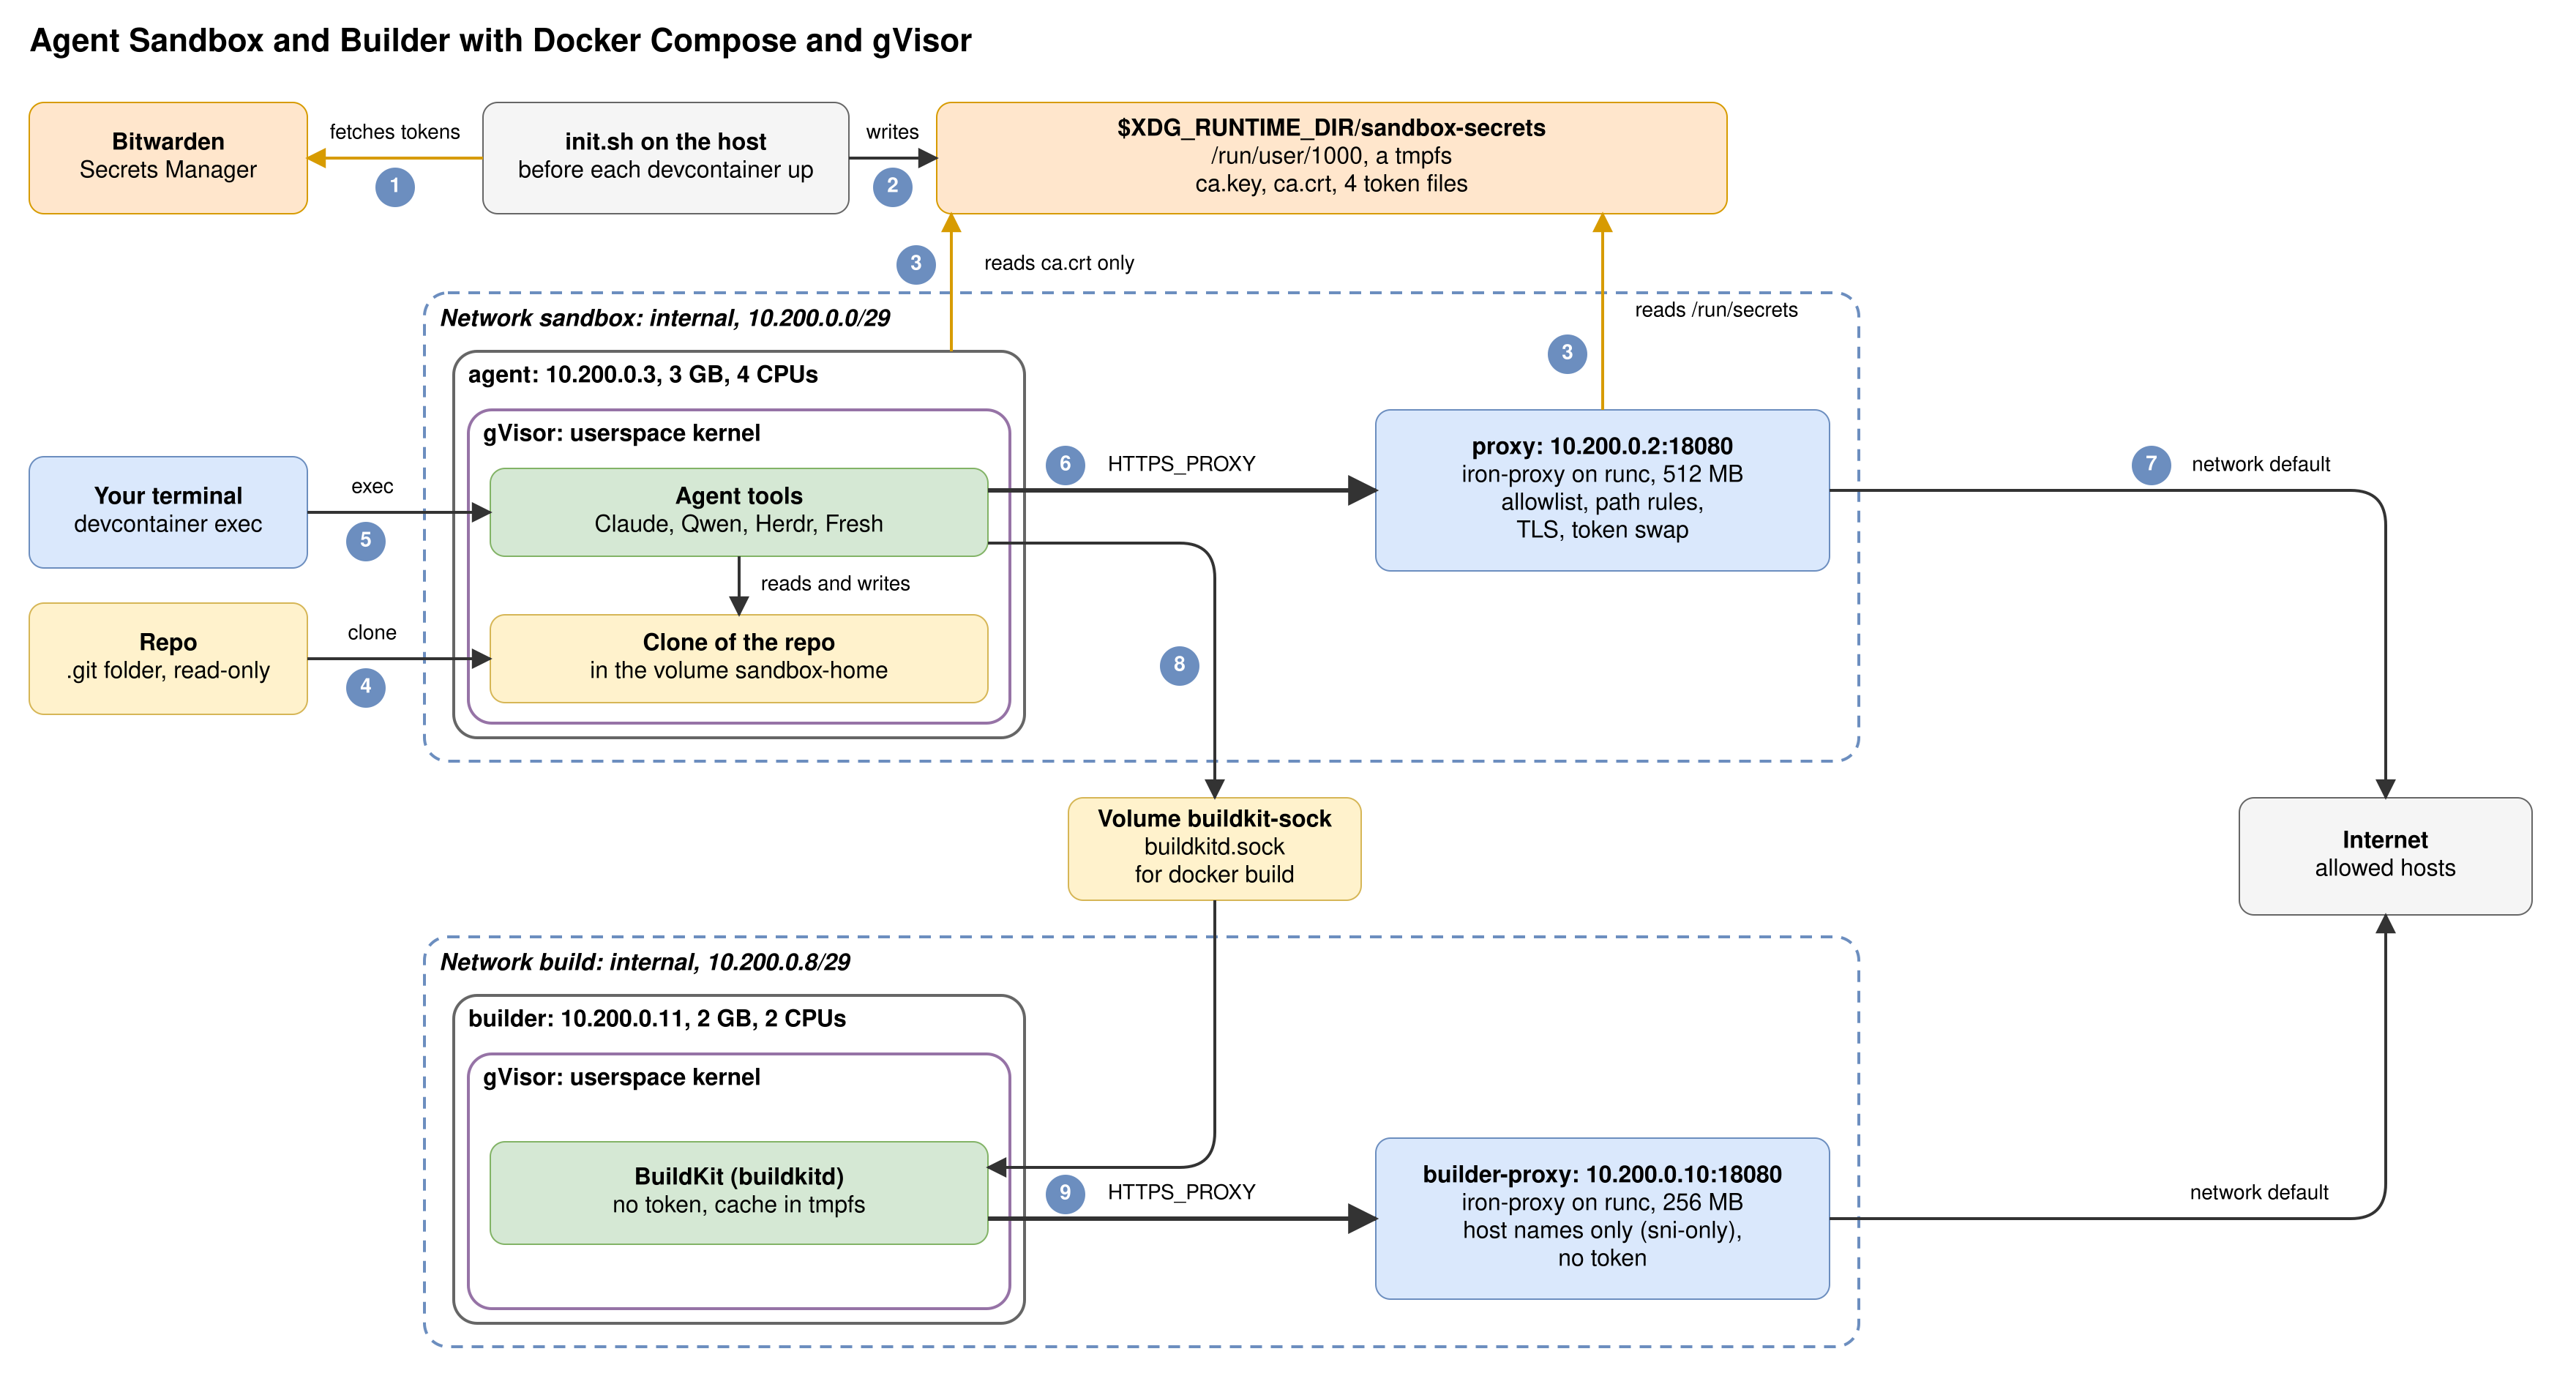 Agent Sandbox and Builder with Docker Compose and gVisor
Bitwarden
Secrets Manager
fetches tokens
1
init.sh on the host
before each devcontainer up
writes
2
$XDG_RUNTIME_DIR/sandbox-secrets
/run/user/1000, a tmpfs
ca.key, ca.crt, 4 token files
3
reads ca.crt only
reads /run/secrets
3
Network sandbox: internal, 10.200.0.0/29
agent: 10.200.0.3, 3 GB, 4 CPUs
gVisor: userspace kernel
Your terminal
devcontainer exec
exec
5
Agent tools
Claude, Qwen, Herdr, Fresh
reads and writes
Repo
.git folder, read-only
clone
4
Clone of the repo
in the volume sandbox-home
6
HTTPS_PROXY
proxy: 10.200.0.2:18080
iron-proxy on runc, 512 MB
allowlist, path rules,
TLS, token swap
7
network default
8
Volume buildkit-sock
buildkitd.sock
for docker build
Internet
allowed hosts
Network build: internal, 10.200.0.8/29
builder: 10.200.0.11, 2 GB, 2 CPUs
gVisor: userspace kernel
BuildKit (buildkitd)
no token, cache in tmpfs
9
HTTPS_PROXY
builder-proxy: 10.200.0.10:18080
iron-proxy on runc, 256 MB
host names only (sni-only),
no token
network default